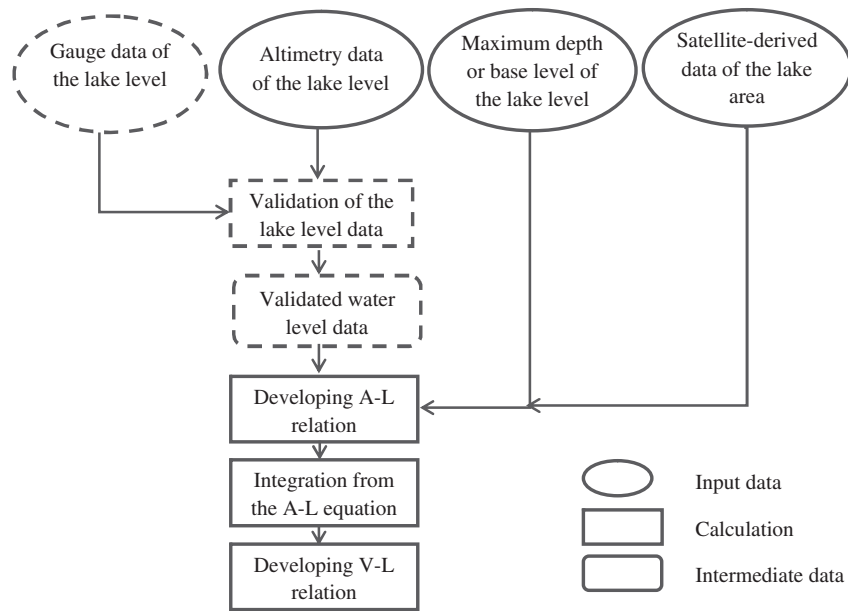 Gauge data of
the lake level
Altimetry data
of the lake level
Maximum depth
or base level of
the lake level
Satellite-derived
data of the lake
area
Validation of the
lake level data
Validated water
level data
Developing A-L
relation
Integration from
the A-L equation
Developing V-L
relation
Input data
Calculation
Intermediate data